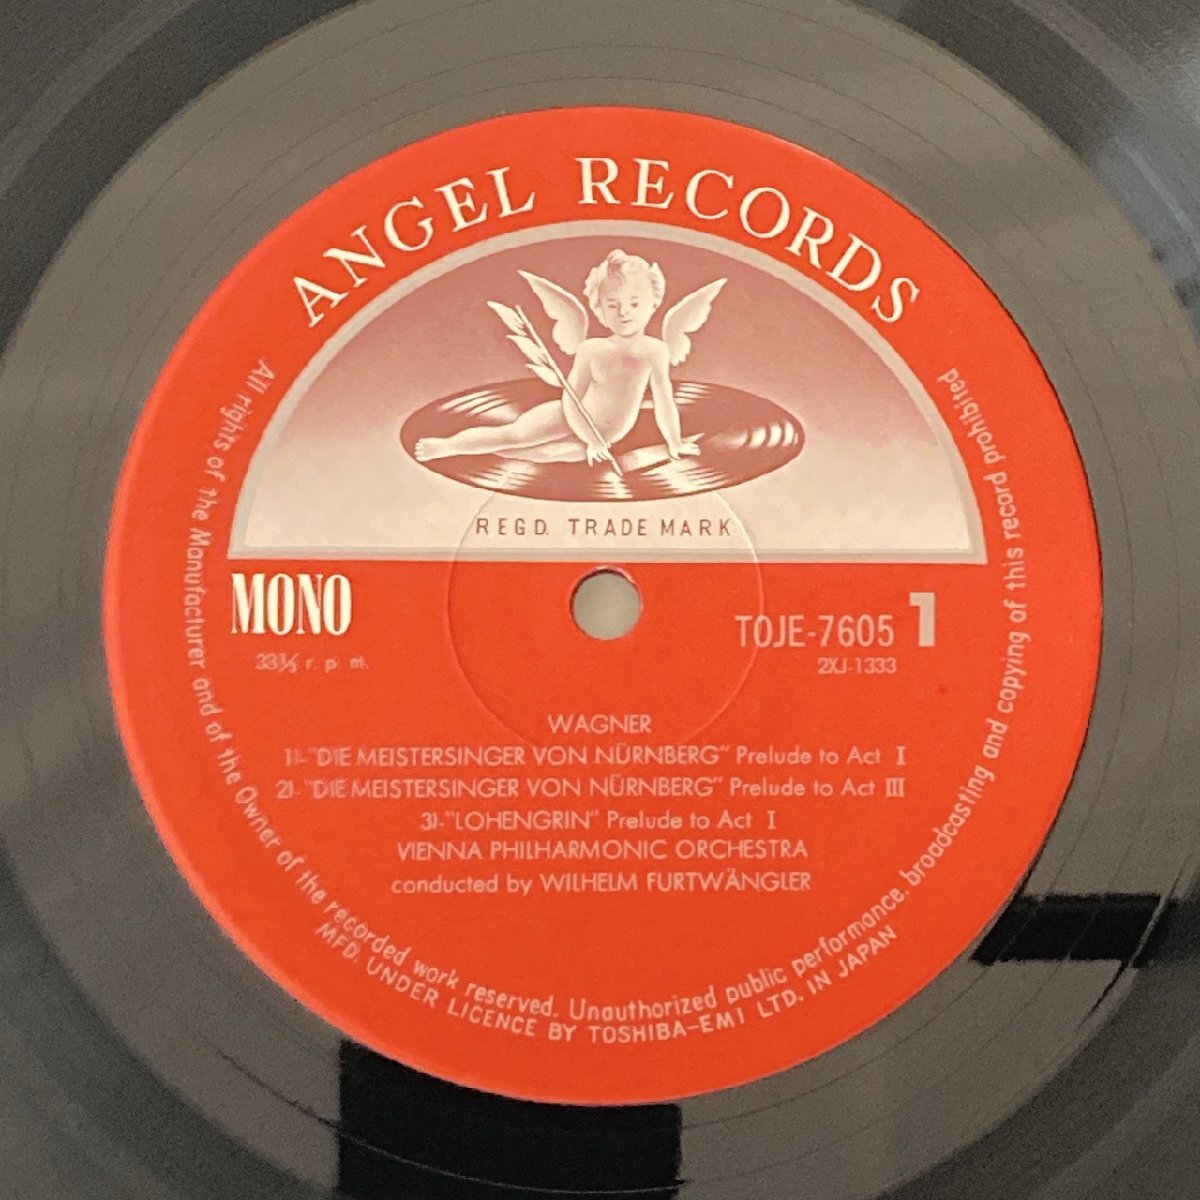 ANGEL RECORDS
REGD. TRADE MARK
MONO
33⅓ r. p. m.
TOJE-7605 1
2XJ-1333
WAGNER
1)-"DIE MEISTERSINGER VON NÜRNBERG" Prelude to Act I
2)-"DIE MEISTERSINGER VON NÜRNBERG" Prelude to Act III
3)-"LOHENGRIN" Prelude to Act I
VIENNA PHILHARMONIC ORCHESTRA
conducted by WILHELM FURTWÄNGLER
All rights of the Manufacturer and of the Owner of the recorded work reserved. Unauthorized public performance. broadcasting and copying of this record prohibited
MFD. UNDER LICENCE BY TOSHIBA-EMI LTD. IN JAPAN